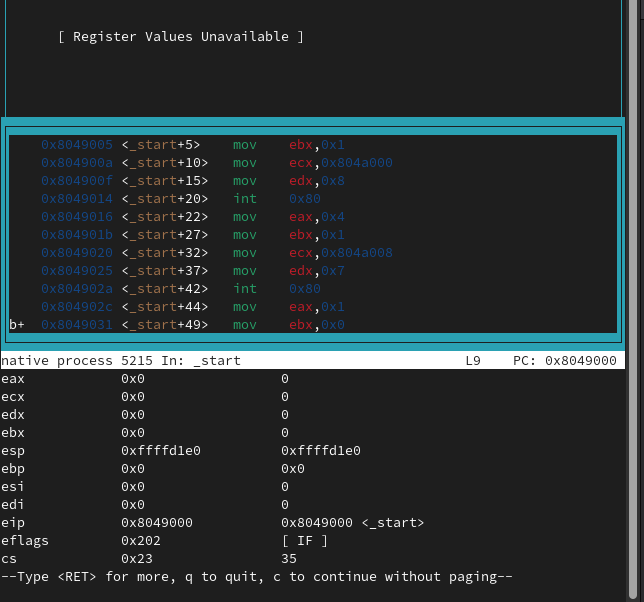 [ Register Values Unavailable ]
0x8049005 <_start+5> mov ebx,0x1
0x804900a <_start+10> mov ecx,0x804a000
0x804900f <_start+15> mov edx,0x8
0x8049014 <_start+20> int 0x80
0x8049016 <_start+22> mov eax,0x4
0x804901b <_start+27> mov ebx,0x1
0x8049020 <_start+32> mov ecx,0x804a008
0x8049025 <_start+37> mov edx,0x7
0x804902a <_start+42> int 0x80
0x804902c <_start+44> mov eax,0x1
b+ 0x8049031 <_start+49> mov ebx,0x0
native process 5215 In: _start L9 PC: 0x8049000
eax 0x0 0
ecx 0x0 0
edx 0x0 0
ebx 0x0 0
esp 0xffffd1e0 0xffffd1e0
ebp 0x0 0x0
esi 0x0 0
edi 0x0 0
eip 0x8049000 0x8049000 <_start>
eflags 0x202 [ IF ]
cs 0x23 35
--Type <RET> for more, q to quit, c to continue without paging--